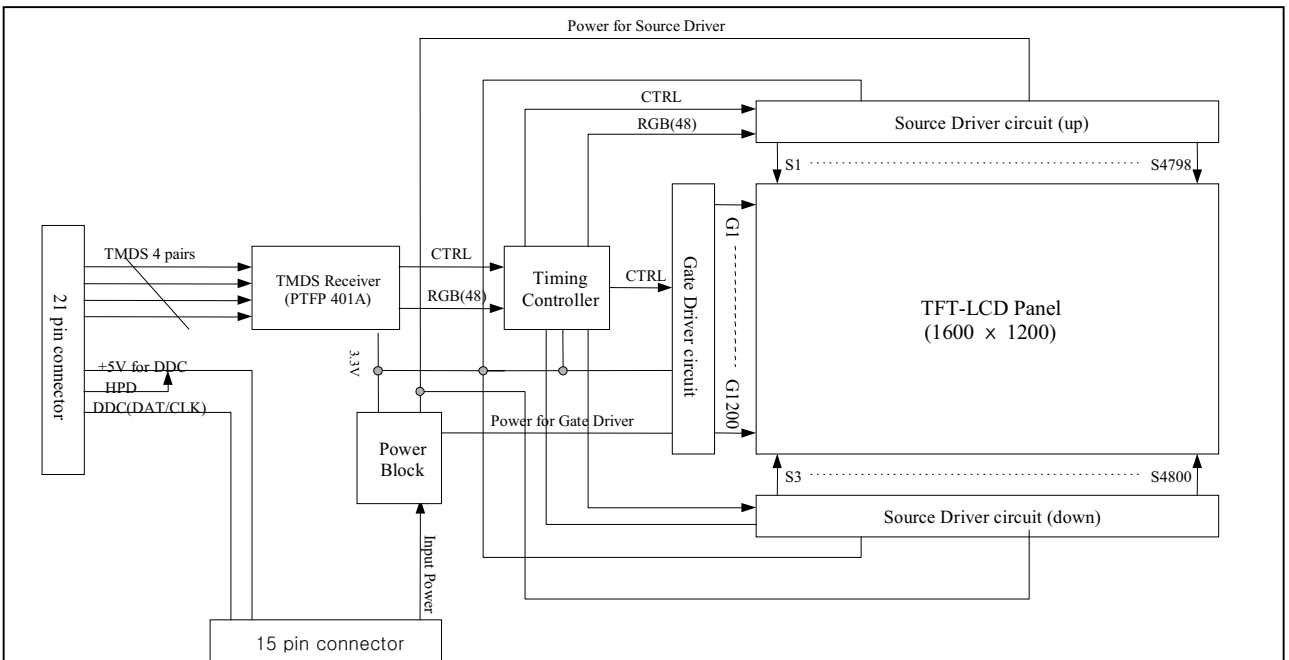 Power for Source Driver
CTRL
RGB(48)
Source Driver circuit (up)
S1
S4798
21 pin connector
TMDS 4 pairs
TMDS Receiver
(PTFP 401A)
CTRL
RGB(48)
Timing
Controller
CTRL
Gate Driver circuit
G1
G1200
TFT-LCD Panel
(1600 × 1200)
3.3V
+5V for DDC
HPD
DDC(DAT/CLK)
Power
Block
Power for Gate Driver
S3
S4800
Source Driver circuit (down)
Input Power
15 pin connector